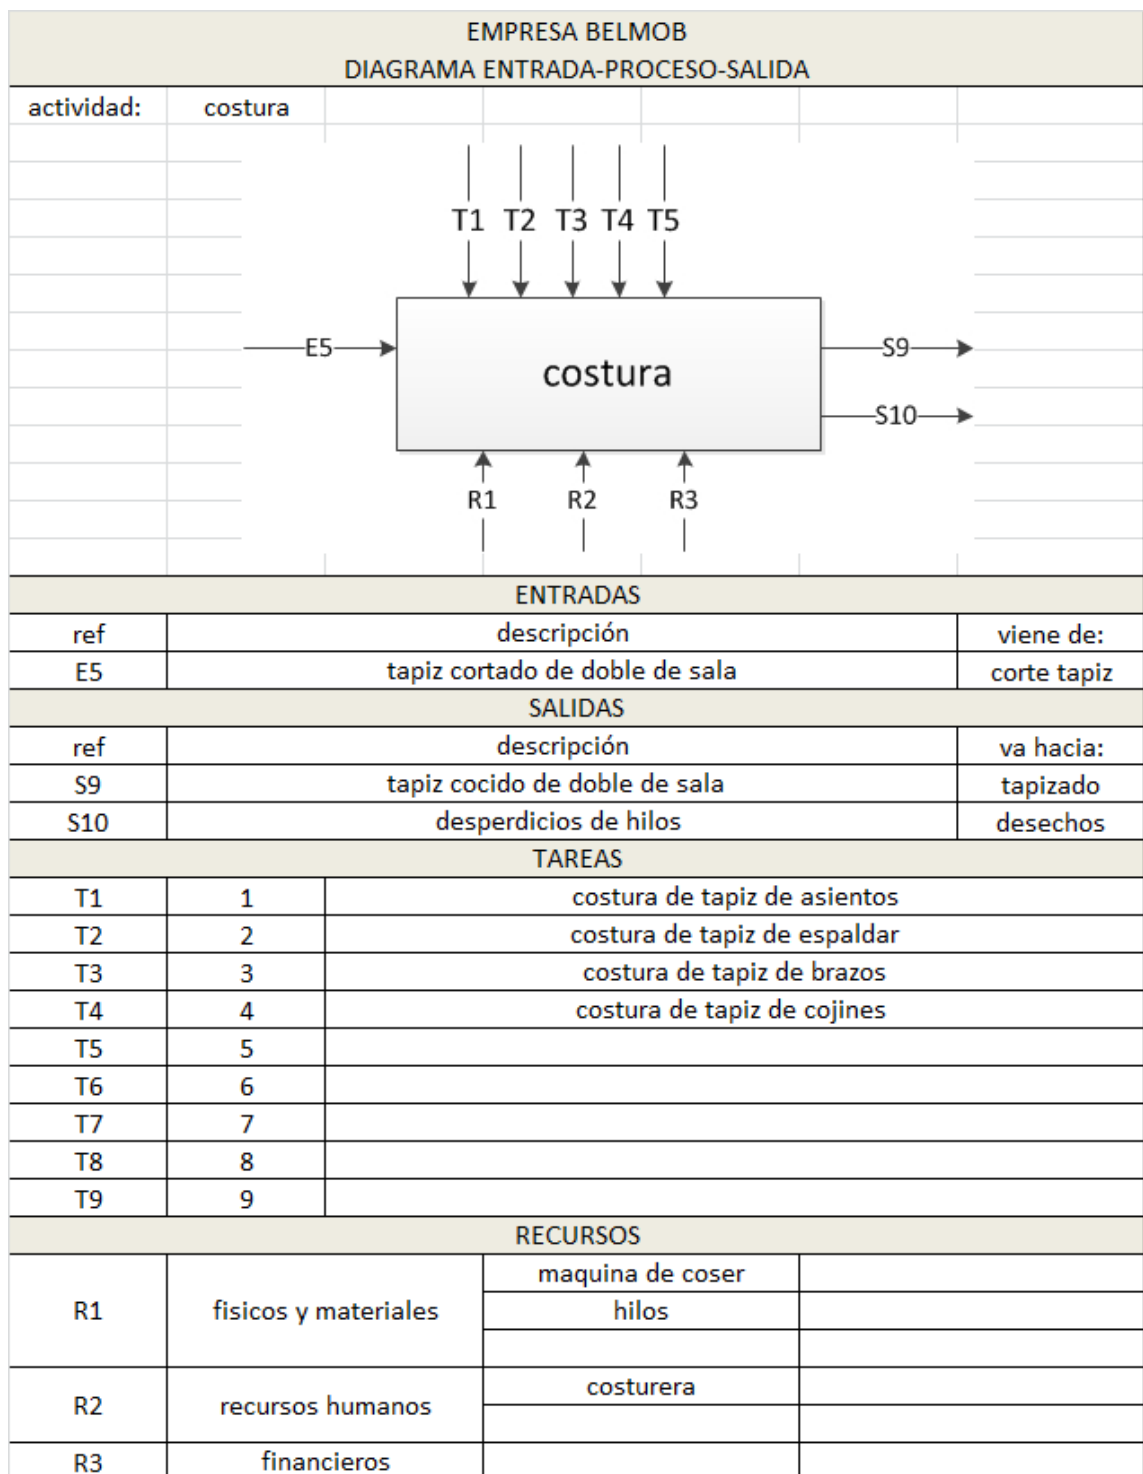 EMPRESA BELMOB
DIAGRAMA ENTRADA-PROCESO-SALIDA
actividad: costura
T1 T2 T3 T4 T5
E5 S9
costura
S10
R1 R2 R3
ENTRADAS
ref descripción viene de:
E5 tapiz cortado de doble de sala corte tapiz
SALIDAS
ref descripción va hacia:
S9 tapiz cocido de doble de sala tapizado
S10 desperdicios de hilos desechos
TAREAS
T1 1 costura de tapiz de asientos
T2 2 costura de tapiz de espaldar
T3 3 costura de tapiz de brazos
T4 4 costura de tapiz de cojines
T5 5
T6 6
T7 7
T8 8
T9 9
RECURSOS
maquina de coser
R1 fisicos y materiales hilos
costurera
R2 recursos humanos
R3 financieros